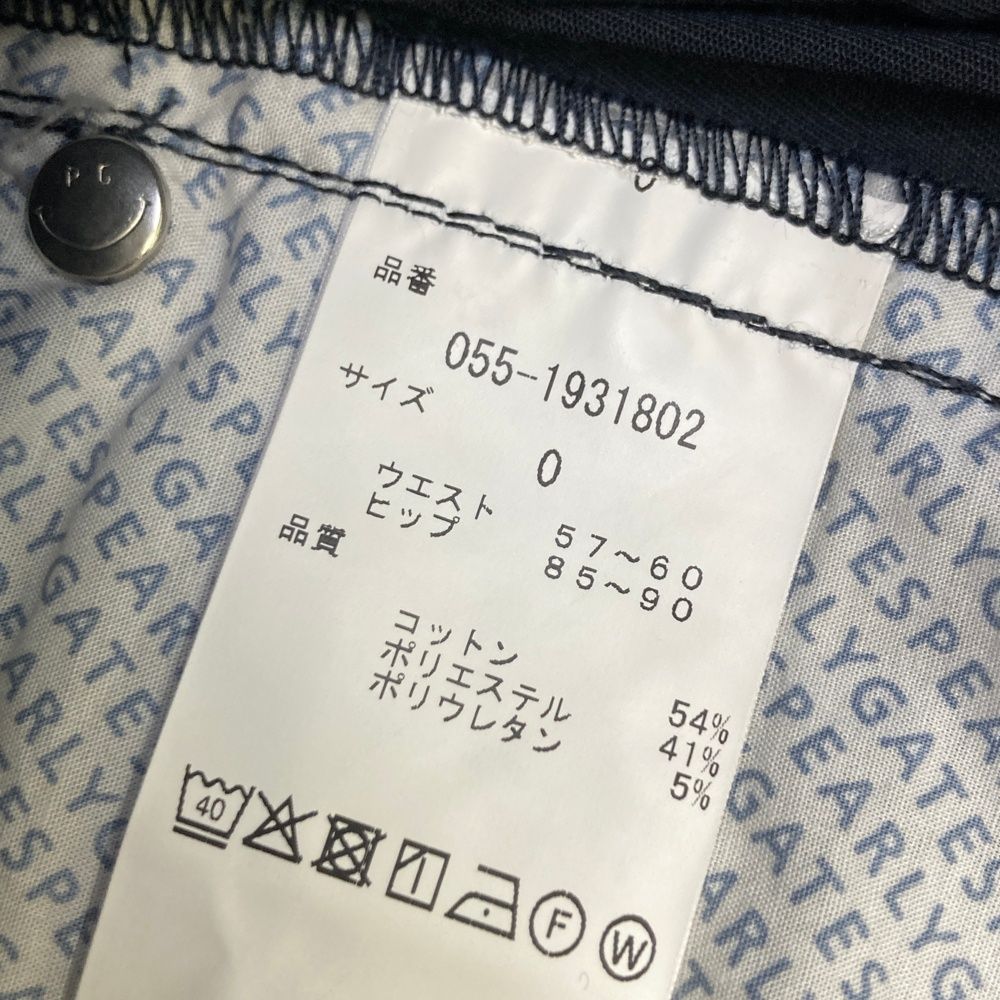 P G
品番
055-1931802
サイズ
0
ウエスト 57~60
ヒップ 85~90
品質
コットン 54%
ポリエステル 41%
ポリウレタン 5%
40
F
W
PEARLYGATES